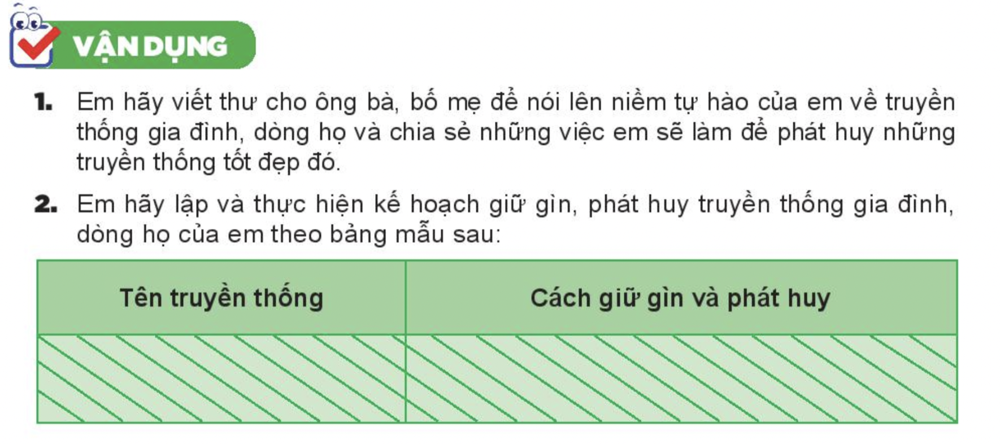 VẬN DỤNG
1. Em hãy viết thư cho ông bà, bố mẹ để nói lên niềm tự hào của em về truyền
thống gia đình, dòng họ và chia sẻ những việc em sẽ làm để phát huy những
truyền thống tốt đẹp đó.
2. Em hãy lập và thực hiện kế hoạch giữ gìn, phát huy truyền thống gia đình,
dòng họ của em theo bảng mẫu sau:
Tên truyền thống
Cách giữ gìn và phát huy